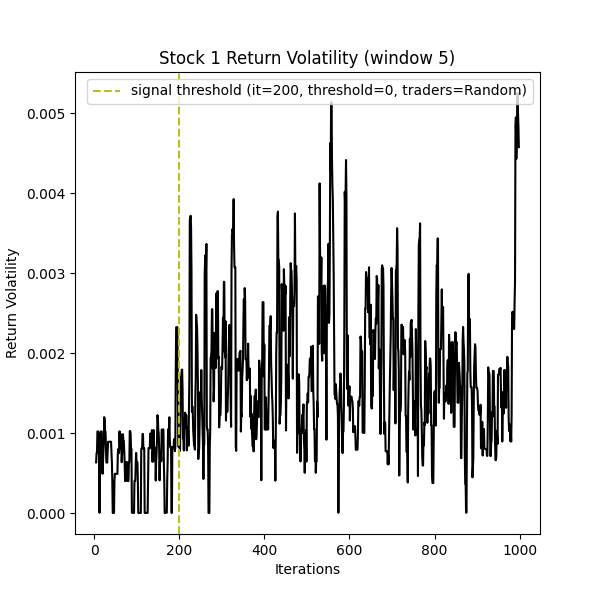 Stock 1 Return Volatility (window 5)
signal threshold (it=200, threshold=0, traders=Random)
Return Volatility
0.005
0.004
0.003
0.002
0.001
0.000
0 200 400 600 800 1000
Iterations